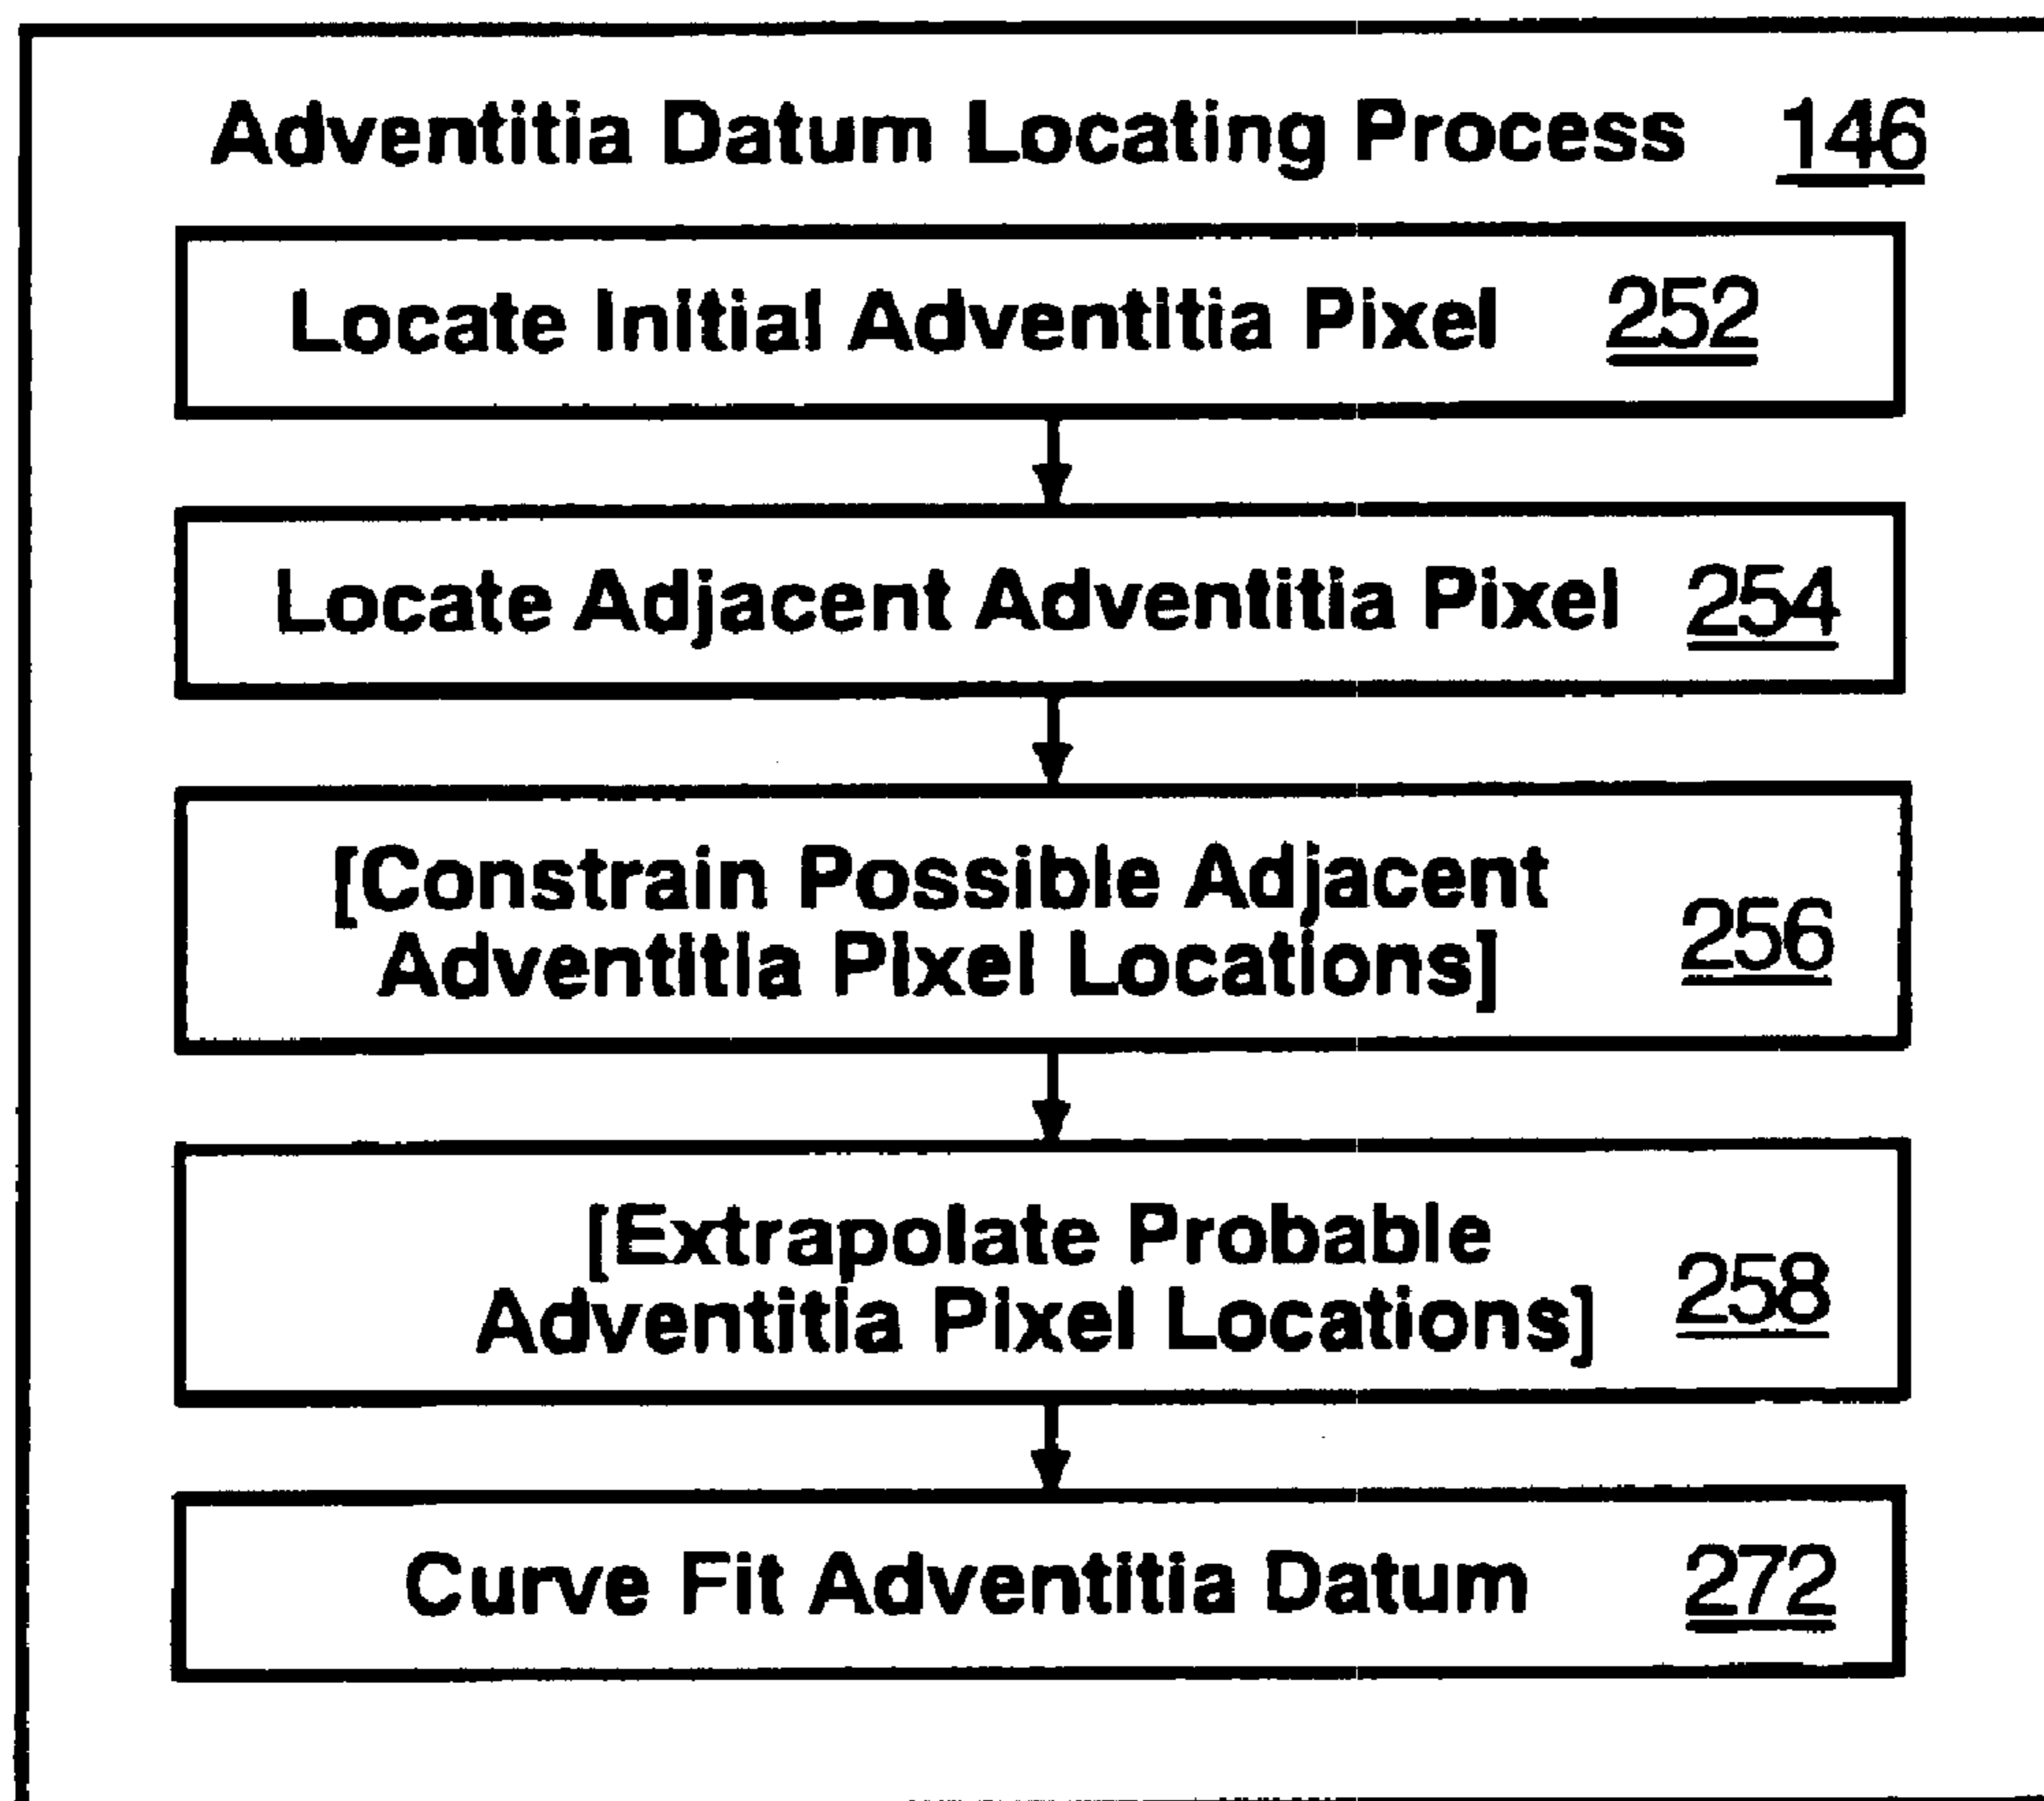 Adventitia Datum Locating Process 146
Locate Initial Adventitia Pixel 252
Locate Adjacent Adventitia Pixel 254
[Constrain Possible Adjacent
Adventitia Pixel Locations] 256
[Extrapolate Probable
Adventitia Pixel Locations] 258
Curve Fit Adventitia Datum 272